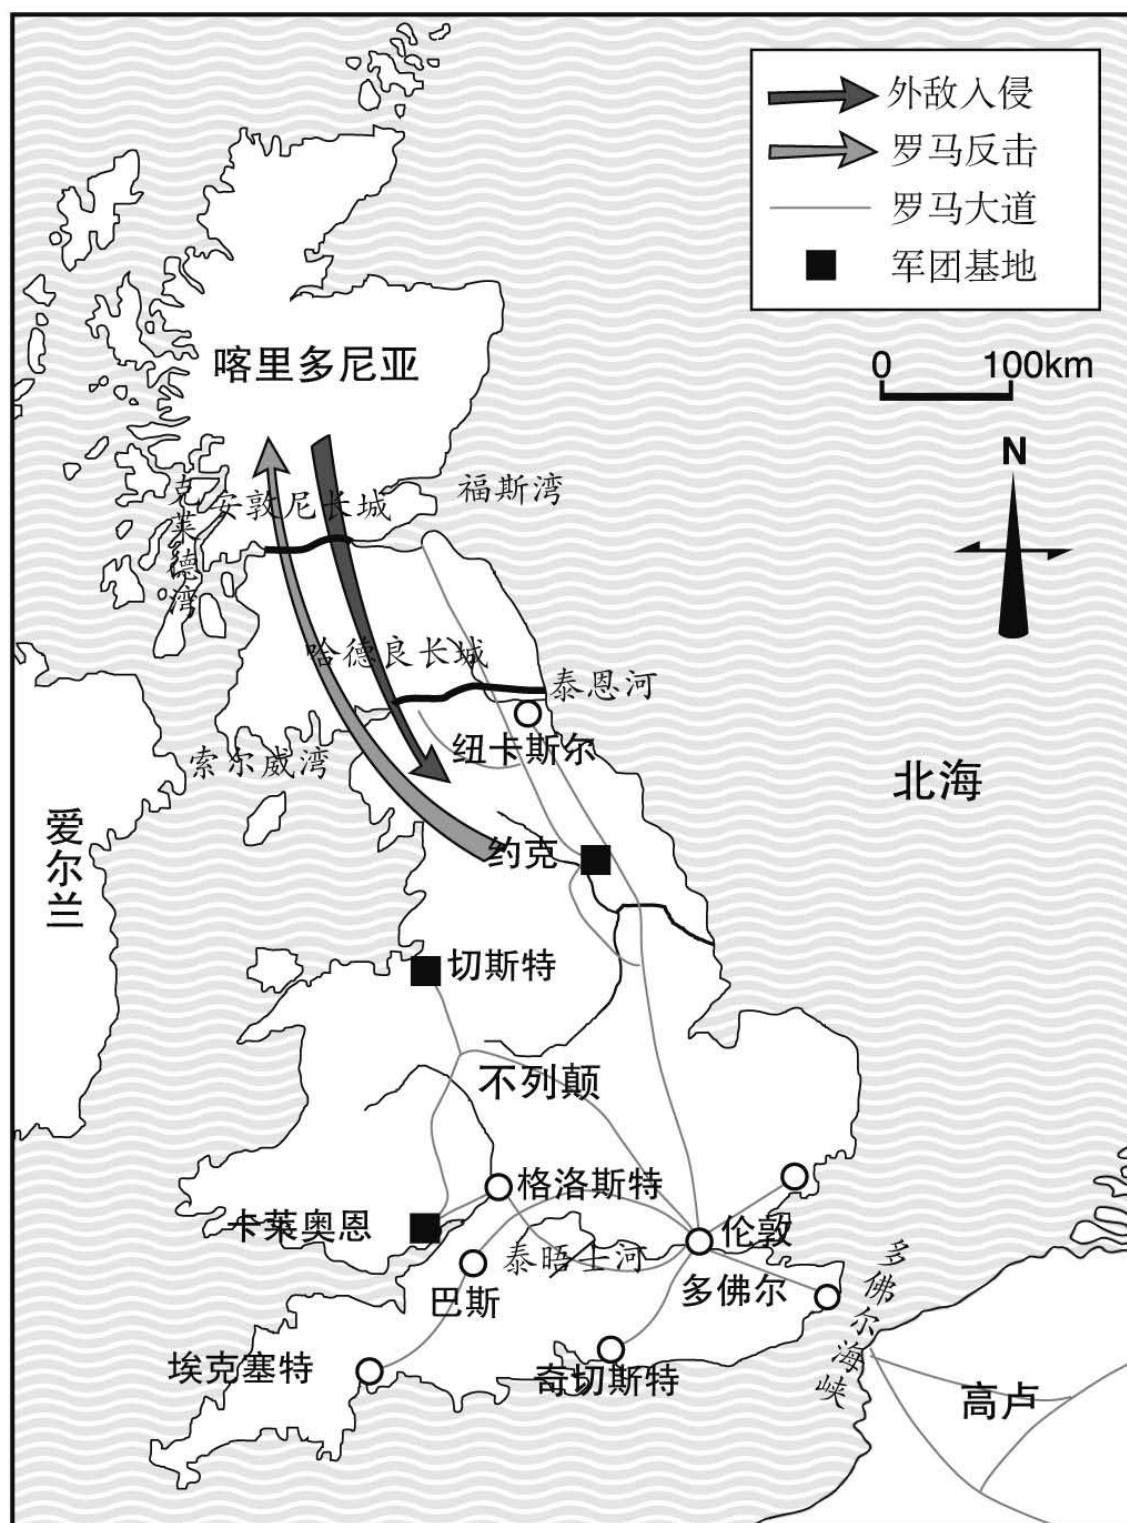 外敌入侵
罗马反击
罗马大道
军团基地
0 100km
N
喀里多尼亚
福斯湾
安敦尼长城
克莱德湾
哈德良长城
泰恩河
纽卡斯尔
索尔威湾
北海
爱尔兰
约克
切斯特
不列颠
格洛斯特
卡莱奥恩
伦敦
泰晤士河
多佛尔
巴斯
多佛尔海峡
埃克塞特
奇切斯特
高卢